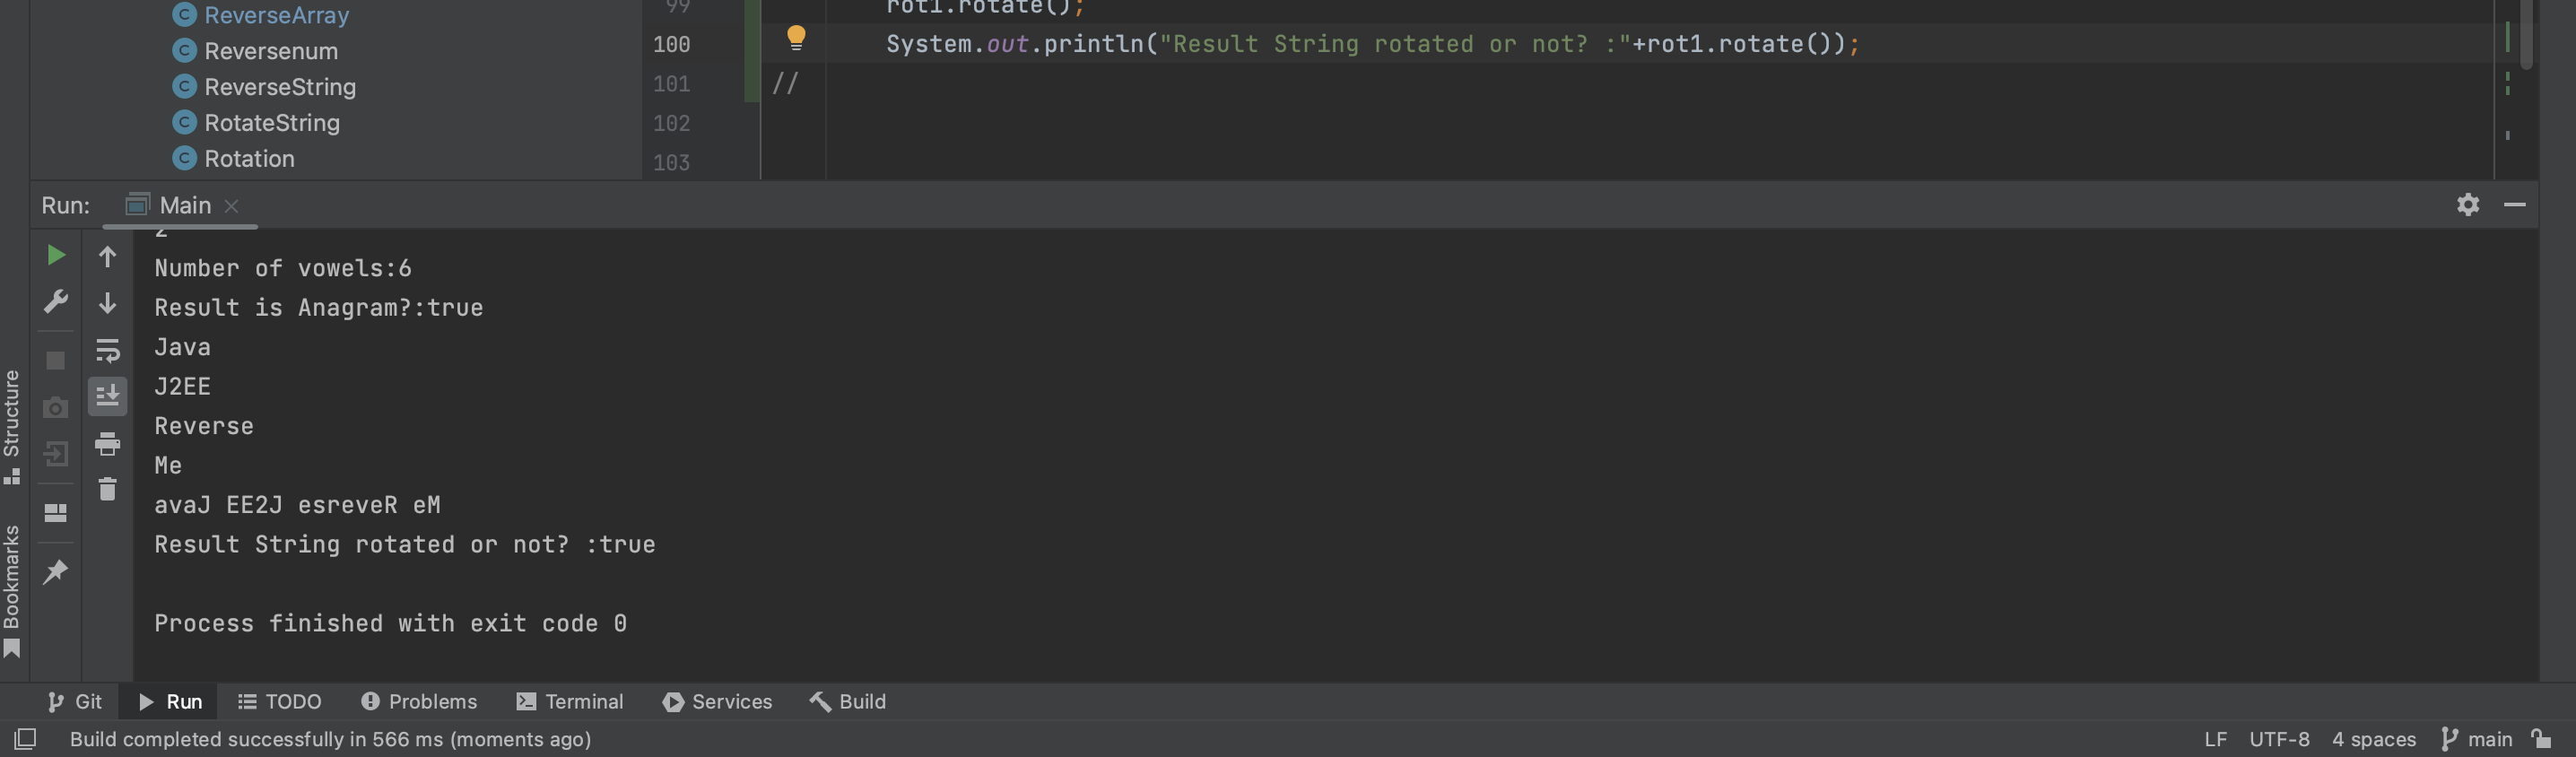 ReverseArray
Reversenum
ReverseString
RotateString
Rotation
99 rot1.rotate();
100 System.out.println("Result String rotated or not? :"+rot1.rotate());
101 //
102
103
Run: Main
2
Number of vowels:6
Result is Anagram?:true
Java
J2EE
Reverse
Me
avaJ EE2J esreveR eM
Result String rotated or not? :true
Process finished with exit code 0
Structure
Bookmarks
Git Run TODO Problems Terminal Services Build
Build completed successfully in 566 ms (moments ago) LF UTF-8 4 spaces main